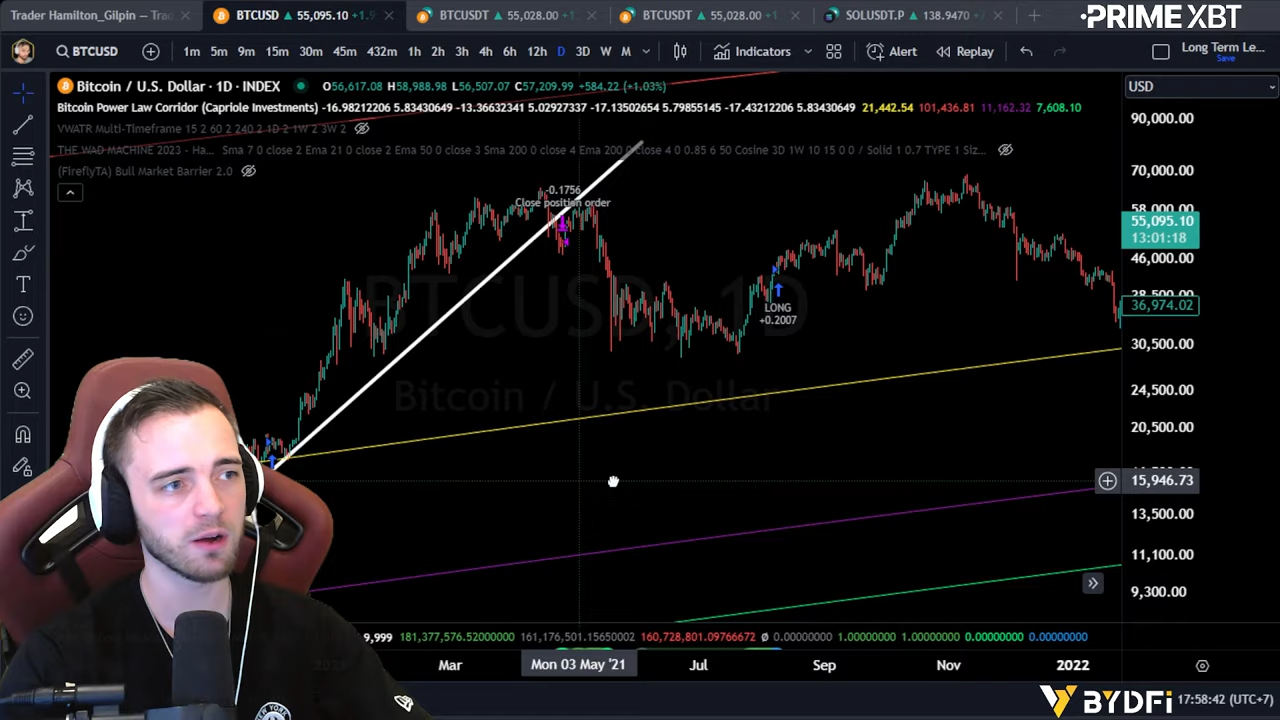 Trader Hamilton_Gilpin
BTCUSD 55,095.10
BTCUSDT 55,028.00
BTCUSDT 55,028.00
SOLUSDT.P 138.9470
PRIME XBT
BTCUSD
1m 5m 9m 15m 30m 45m 432m 1h 2h 3h 4h 6h 12h D 3D W M
Indicators
Alert
Replay
Long Term Le...
Save
Bitcoin / U.S. Dollar · 1D · INDEX
O56,617.08 H58,988.98 L56,507.07 C57,209.99 +584.22 (+1.03%)
USD
Bitcoin Power Law Corridor (Capriole Investments) -16.98212206 5.83430649 -13.36632341 5.02927337 -17.13502654 5.79855145 -17.43212206 5.83430649 21,442.54 101,436.81 11,162.32 7,608.10
VWATR Multi-Timeframe 15 2 60 2 240 2 1D 2 1W 2 3W 2
THE WAD MACHINE 2023 - Ha... Sma 7 0 close 2 Ema 21 0 close 2 Ema 50 0 close 3 Sma 200 0 close 4 Ema 200 0 close 4 0 0.85 6 50 Cosine 3D 1W 10 15 0 0 / Solid 1 0.7 TYPE 1 Siz...
(FireflyTA) Bull Market Barrier 2.0
90,000.00
70,000.00
58,000.00
55,095.10
13:01:18
46,000.00
38,500.00
36,974.02
30,500.00
24,500.00
20,500.00
15,946.73
13,500.00
11,100.00
9,300.00
-0.1756
Close position order
LONG
+0.2007
BTCUSD, 1D
Bitcoin / U.S. Dollar
9,999 181,377,576.52000000 161,176,501.15650002 160,728,801.09766672 ø 0.00000000 1.00000000 1.00000000 0.00000000 0.00000000
Mar
Mon 03 May '21
Jul
Sep
Nov
2022
BYDFi
17:58:42 (UTC+7)
NEW YORK